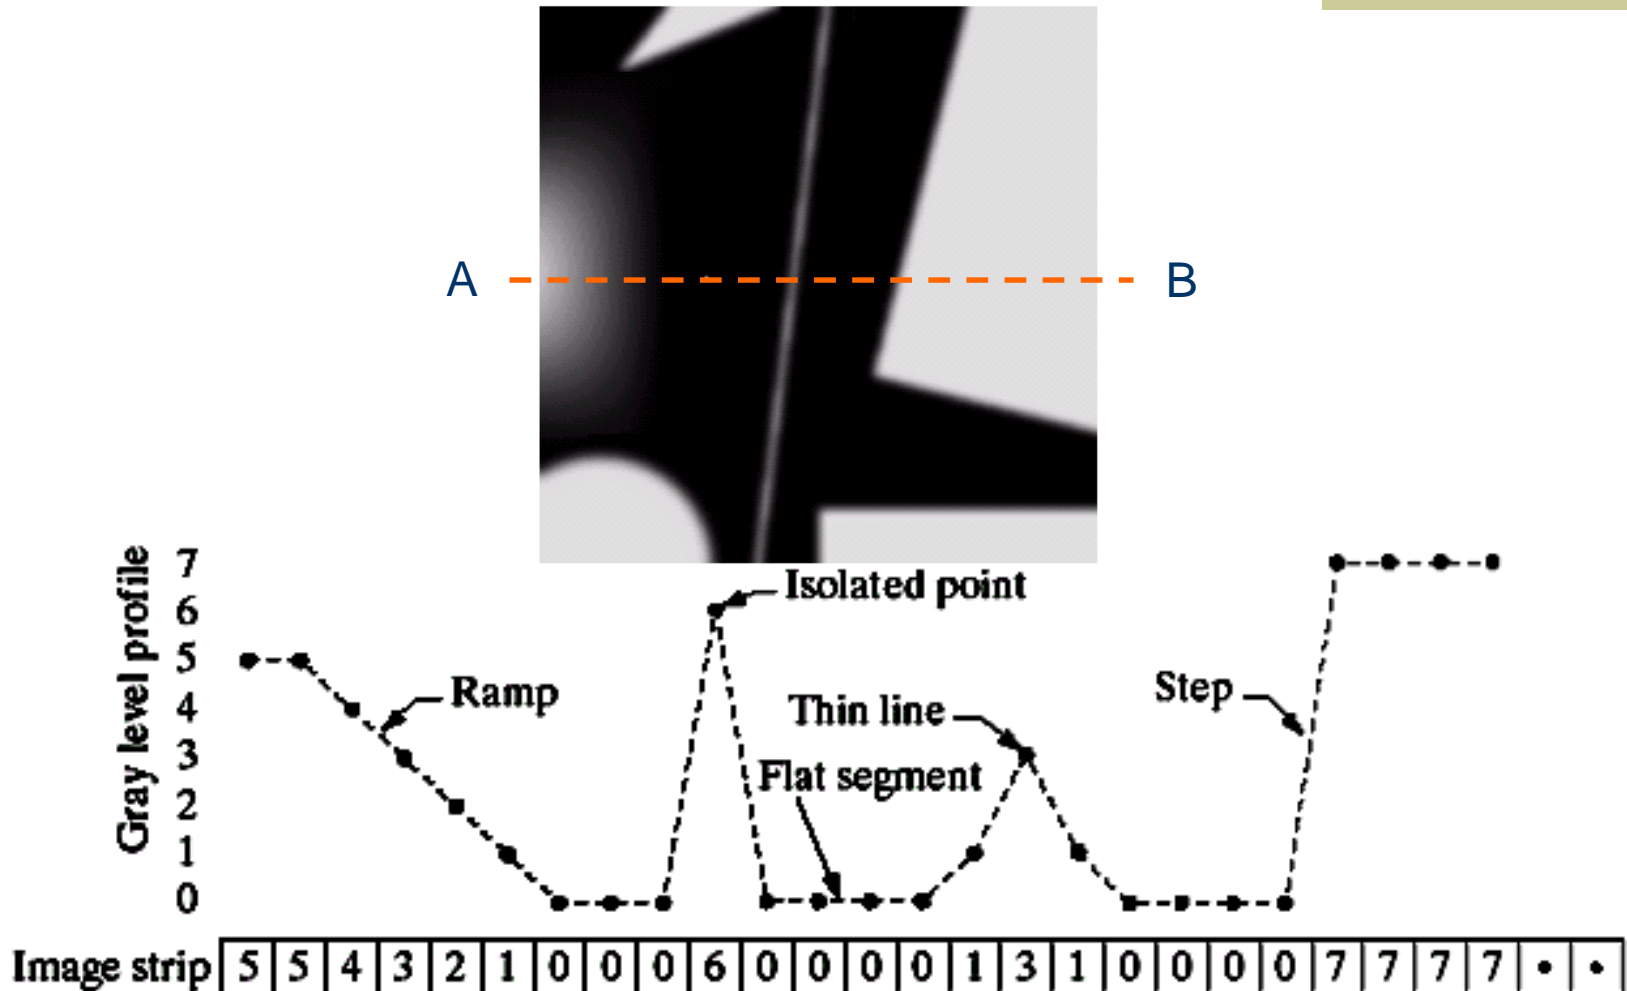 A B
Gray level profile
7
6
5
4
3
2
1
0
Isolated point
Ramp
Thin line
Flat segment
Step
Image strip 5 5 4 3 2 1 0 0 0 6 0 0 0 0 1 3 1 0 0 0 0 7 7 7 7 • •